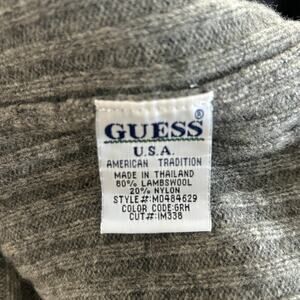 GUESS®
U.S.A.
AMERICAN TRADITION
MADE IN THAILAND
80% LAMBSWOOL
20% NYLON
STYLE#:M0484629
COLOR CODE:GRH
CUT#:IM338